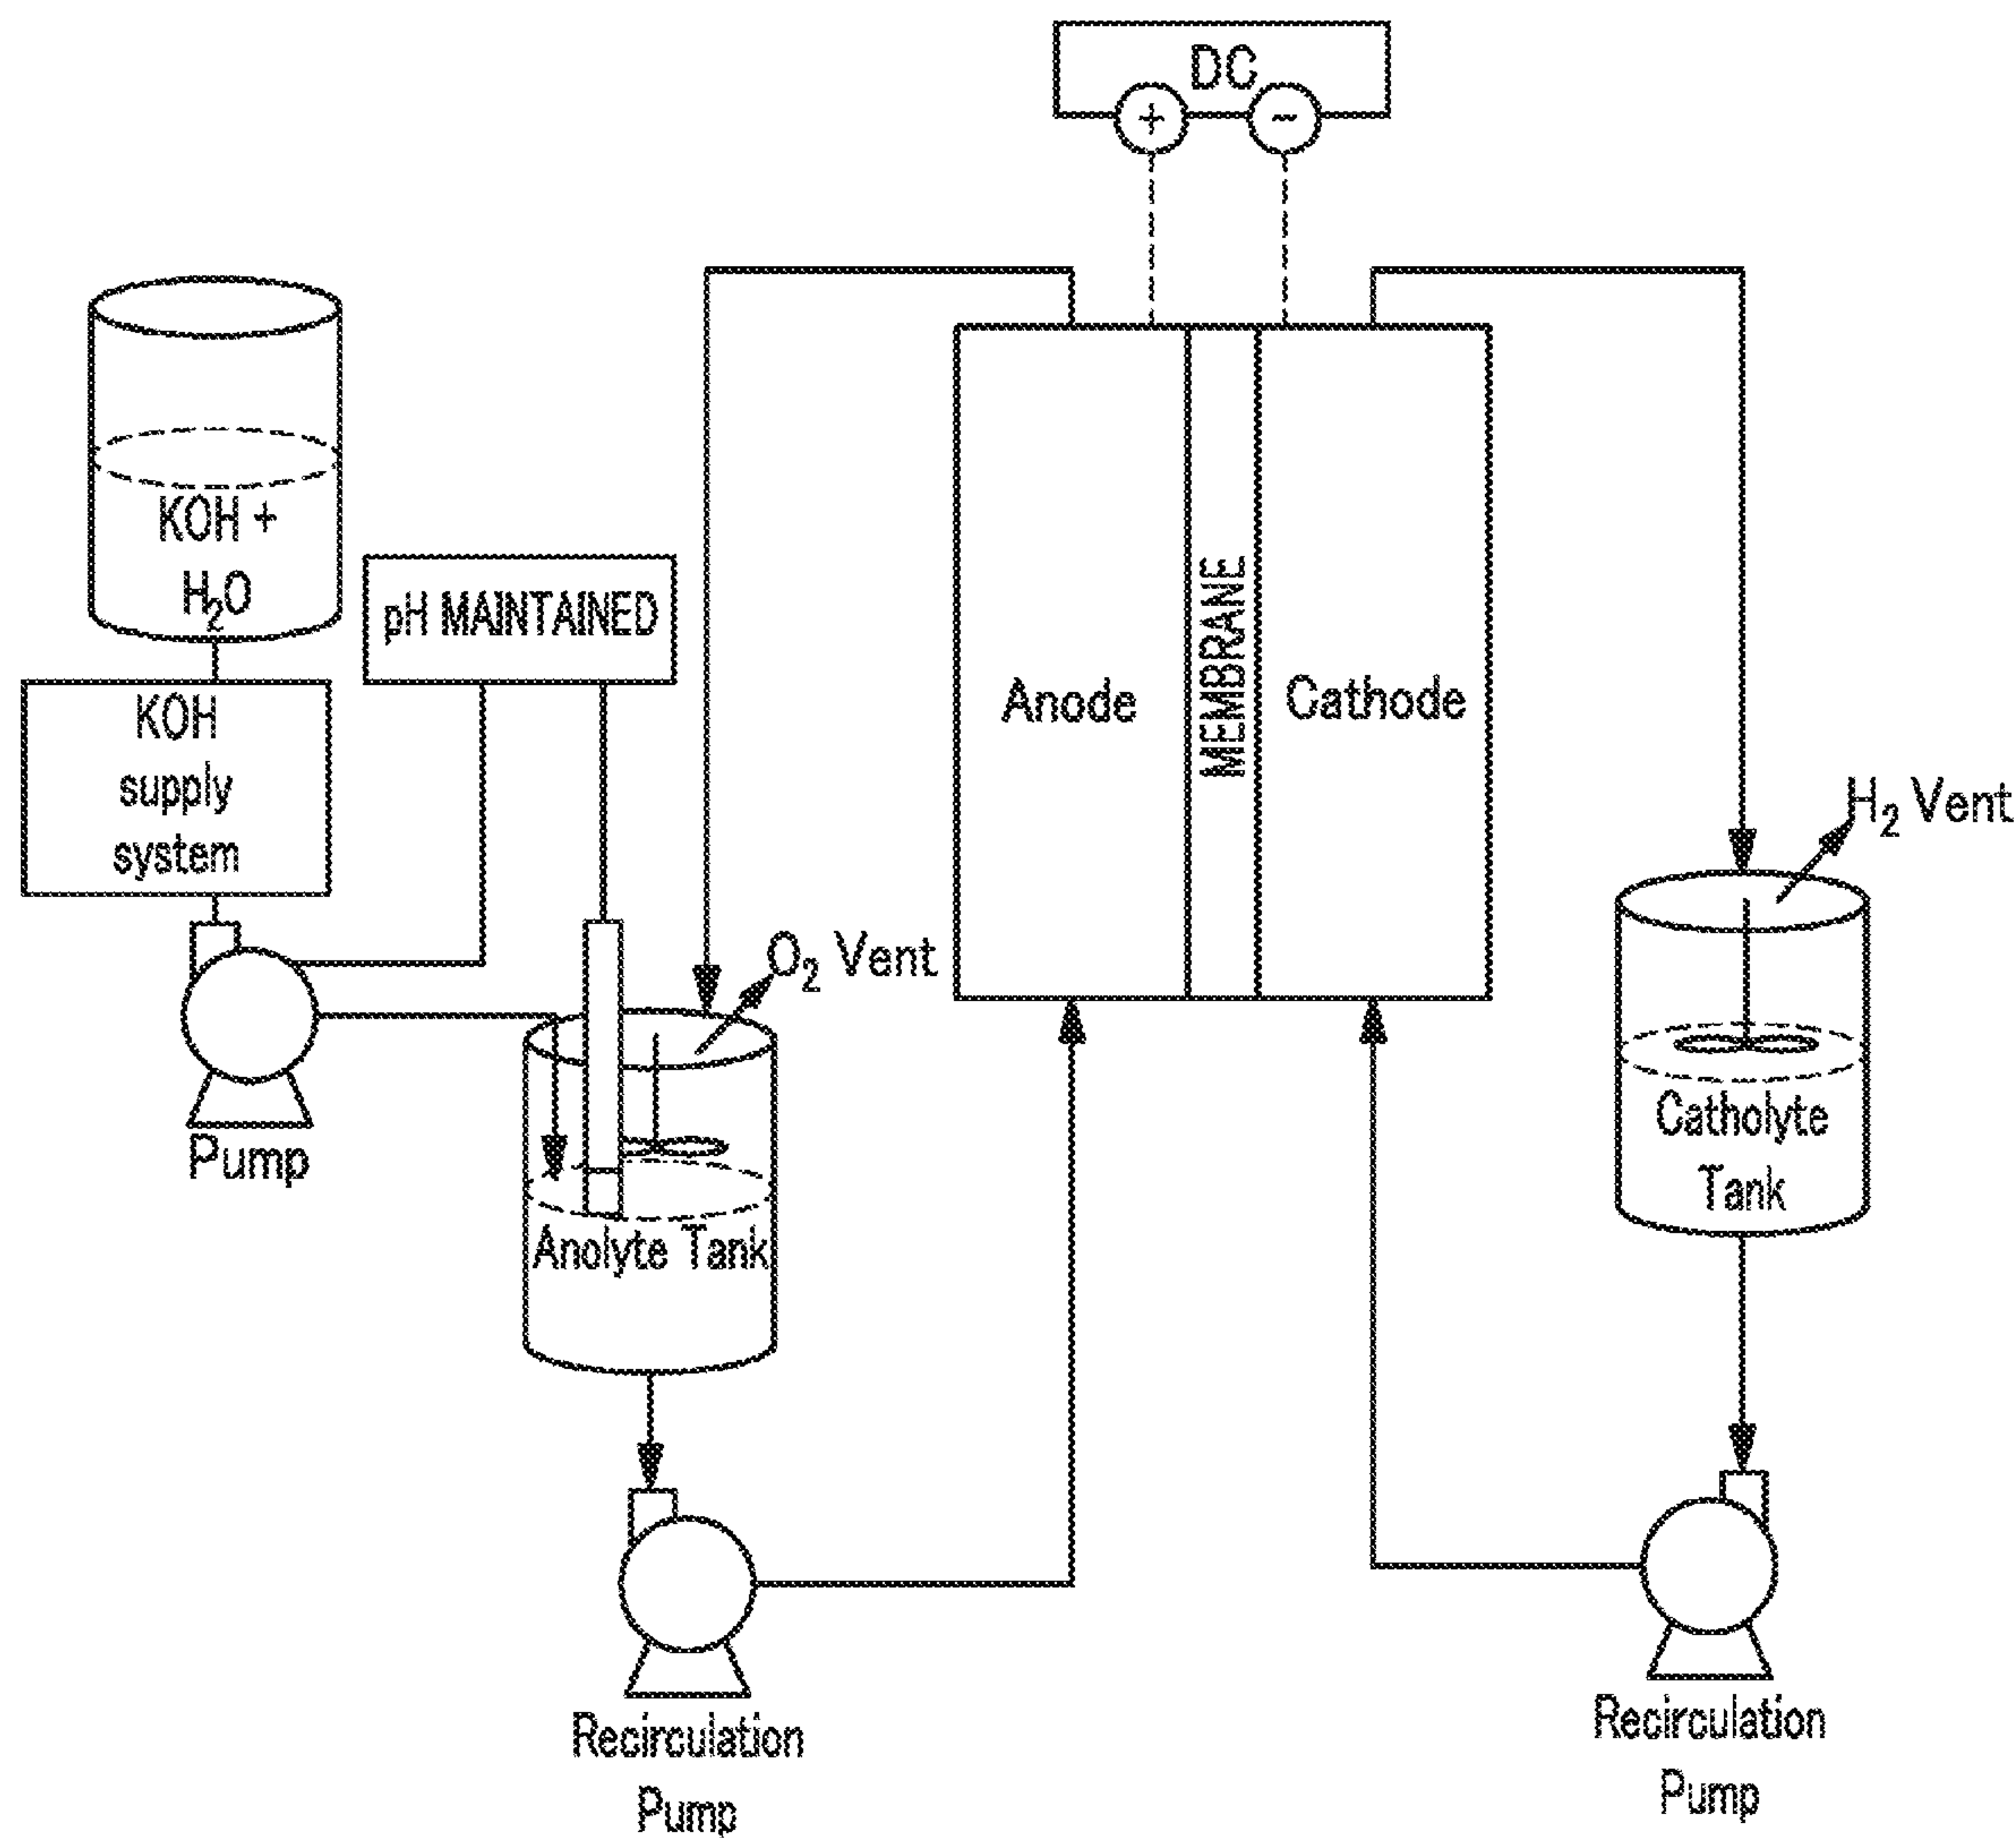 DC
+ −
KOH +
H₂O
pH MAINTAINED
KOH
supply
system
Anode
MEMBRANE
Cathode
H₂ Vent
O₂ Vent
Pump
Catholyte
Tank
Anolyte Tank
Recirculation
Pump
Recirculation
Pump